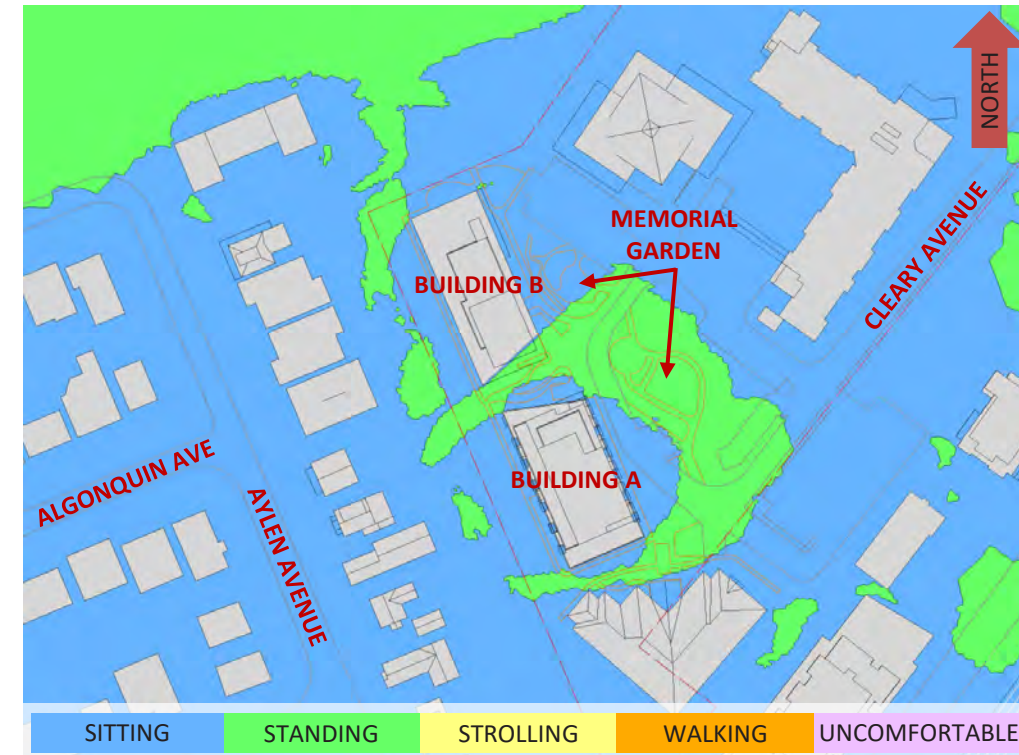 NORTH
MEMORIAL
GARDEN
CLEARY AVENUE
BUILDING B
BUILDING A
ALGONQUIN AVE
AYLEN AVENUE
SITTING
STANDING
STROLLING
WALKING
UNCOMFORTABLE